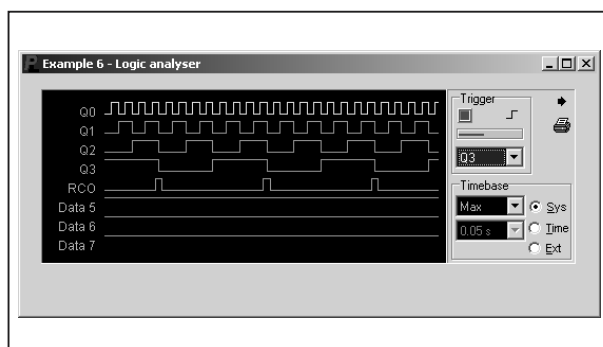 Example 6 - Logic analyser
Q0
Q1
Q2
Q3
RCO
Data 5
Data 6
Data 7
Trigger
Q3
Timebase
Max
Sys
0.05 s
Time
Ext